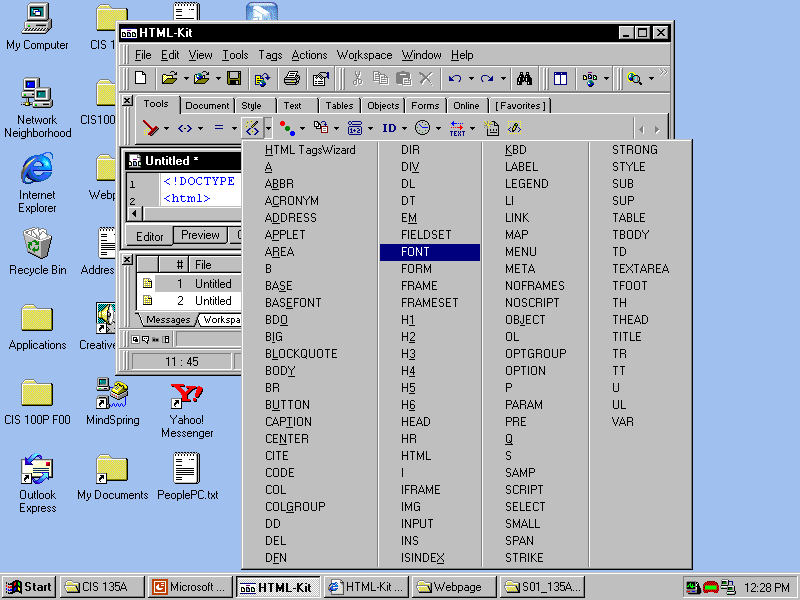 My Computer
CIS 1
Network
Neighborhood
CIS100
Internet
Explorer
Webp
Recycle Bin
Addres
Applications
Creative
CIS 100P F00
MindSpring
Yahoo!
Messenger
Outlook
Express
My Documents
PeoplePC.txt
HTML-Kit
File Edit View Tools Tags Actions Workspace Window Help
Tools Document Style Text Tables Objects Forms Online [Favorites]
ID
TEXT
Untitled *
1 <!DOCTYPE
2 <html>
Editor Preview
# File
1 Untitled
2 Untitled
Messages Workspa
11 : 45
HTML TagsWizard
A
ABBR
ACRONYM
ADDRESS
APPLET
AREA
B
BASE
BASEFONT
BDO
BIG
BLOCKQUOTE
BODY
BR
BUTTON
CAPTION
CENTER
CITE
CODE
COL
COLGROUP
DD
DEL
DFN
DIR
DIV
DL
DT
EM
FIELDSET
FONT
FORM
FRAME
FRAMESET
H1
H2
H3
H4
H5
H6
HEAD
HR
HTML
I
IFRAME
IMG
INPUT
INS
ISINDEX
KBD
LABEL
LEGEND
LI
LINK
MAP
MENU
META
NOFRAMES
NOSCRIPT
OBJECT
OL
OPTGROUP
OPTION
P
PARAM
PRE
Q
S
SAMP
SCRIPT
SELECT
SMALL
SPAN
STRIKE
STRONG
STYLE
SUB
SUP
TABLE
TBODY
TD
TEXTAREA
TFOOT
TH
THEAD
TITLE
TR
TT
U
UL
VAR
Start CIS 135A Microsoft ... HTML-Kit HTML-Kit ... Webpage S01_135A... 12:28 PM